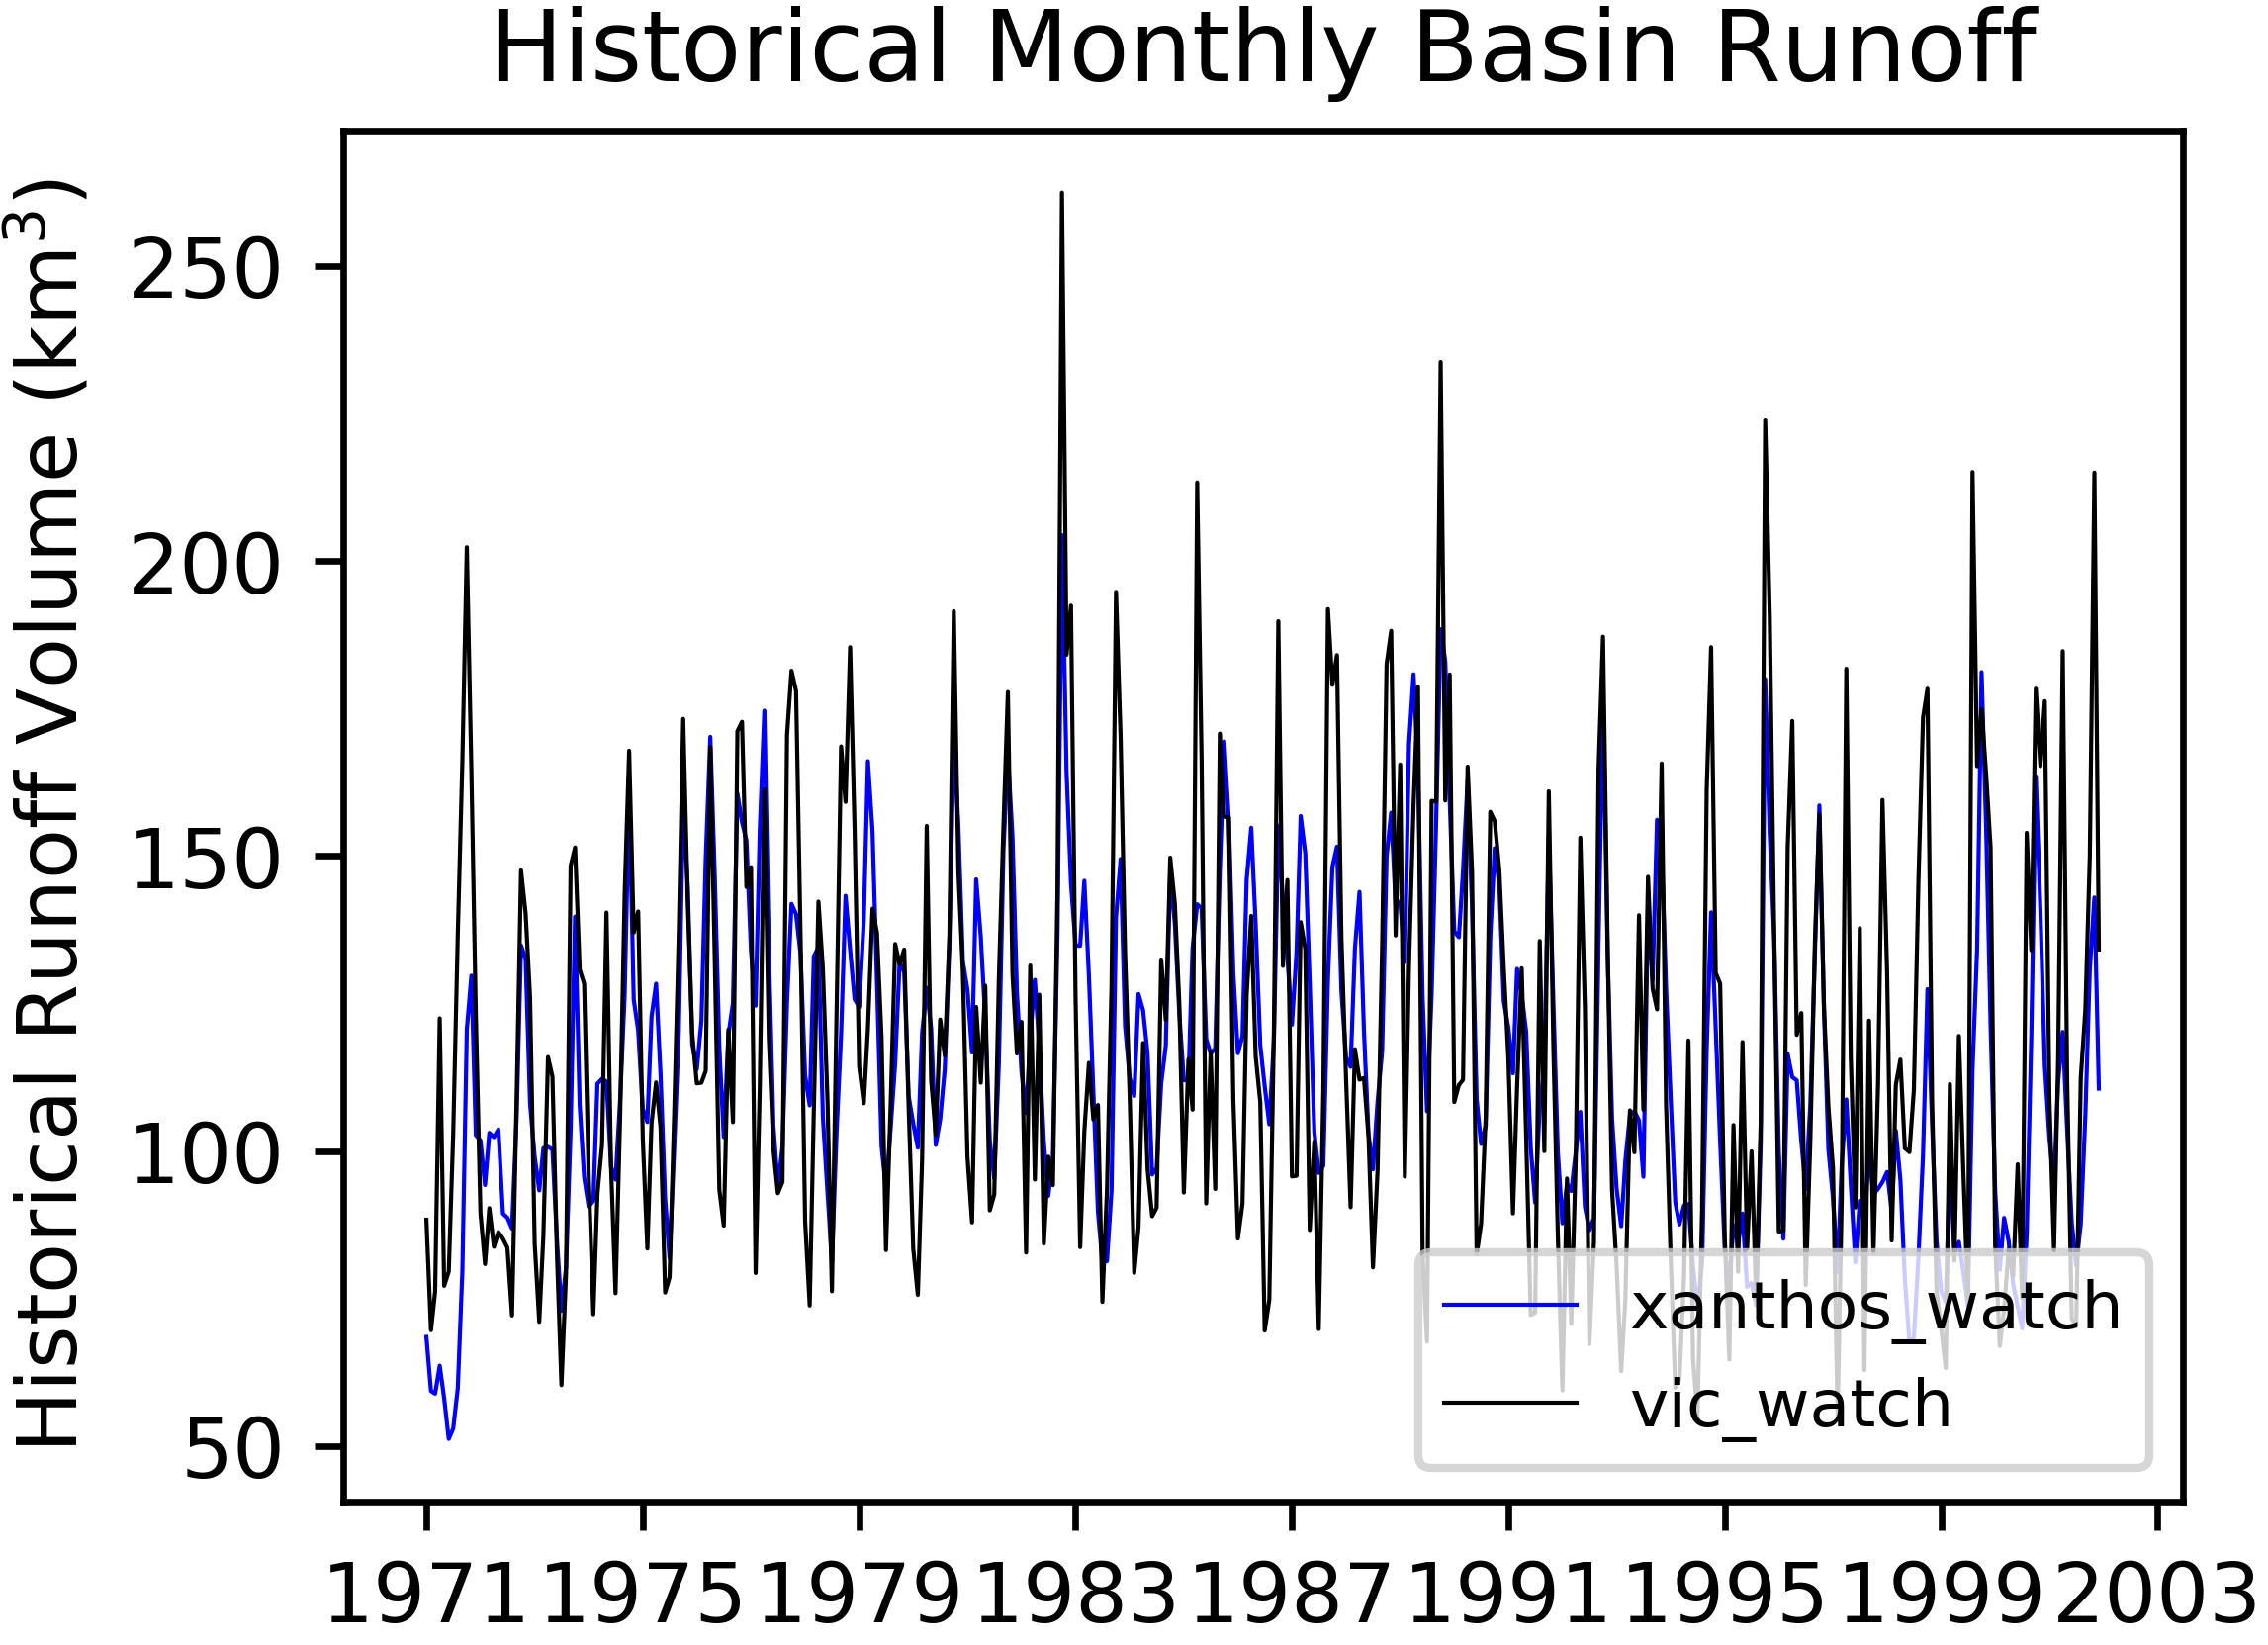 Historical Monthly Basin Runoff
Historical Runoff Volume (km³)
250
200
150
100
50
xanthos_watch
vic_watch
1971 1975 1979 1983 1987 1991 1995 1999 2003